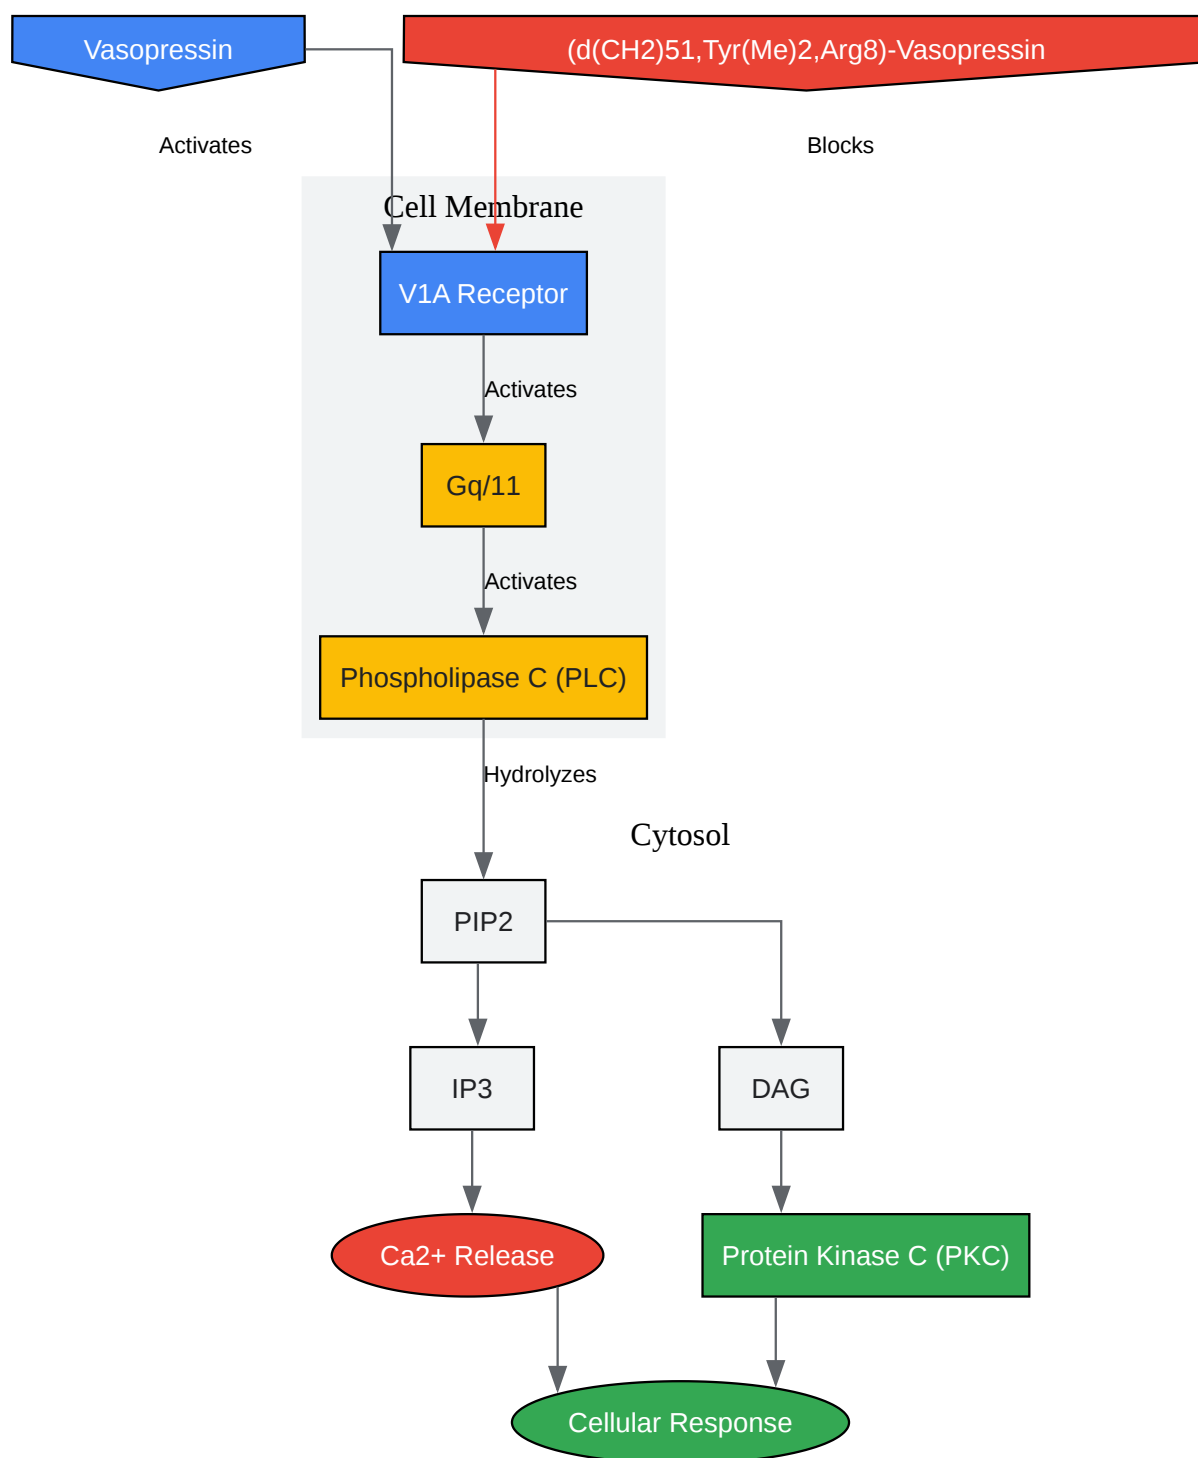 Vasopressin
(d(CH2)51,Tyr(Me)2,Arg8)-Vasopressin
Activates
Blocks
Cell Membrane
V1A Receptor
Activates
Gq/11
Activates
Phospholipase C (PLC)
Hydrolyzes
Cytosol
PIP2
IP3
DAG
Ca2+ Release
Protein Kinase C (PKC)
Cellular Response